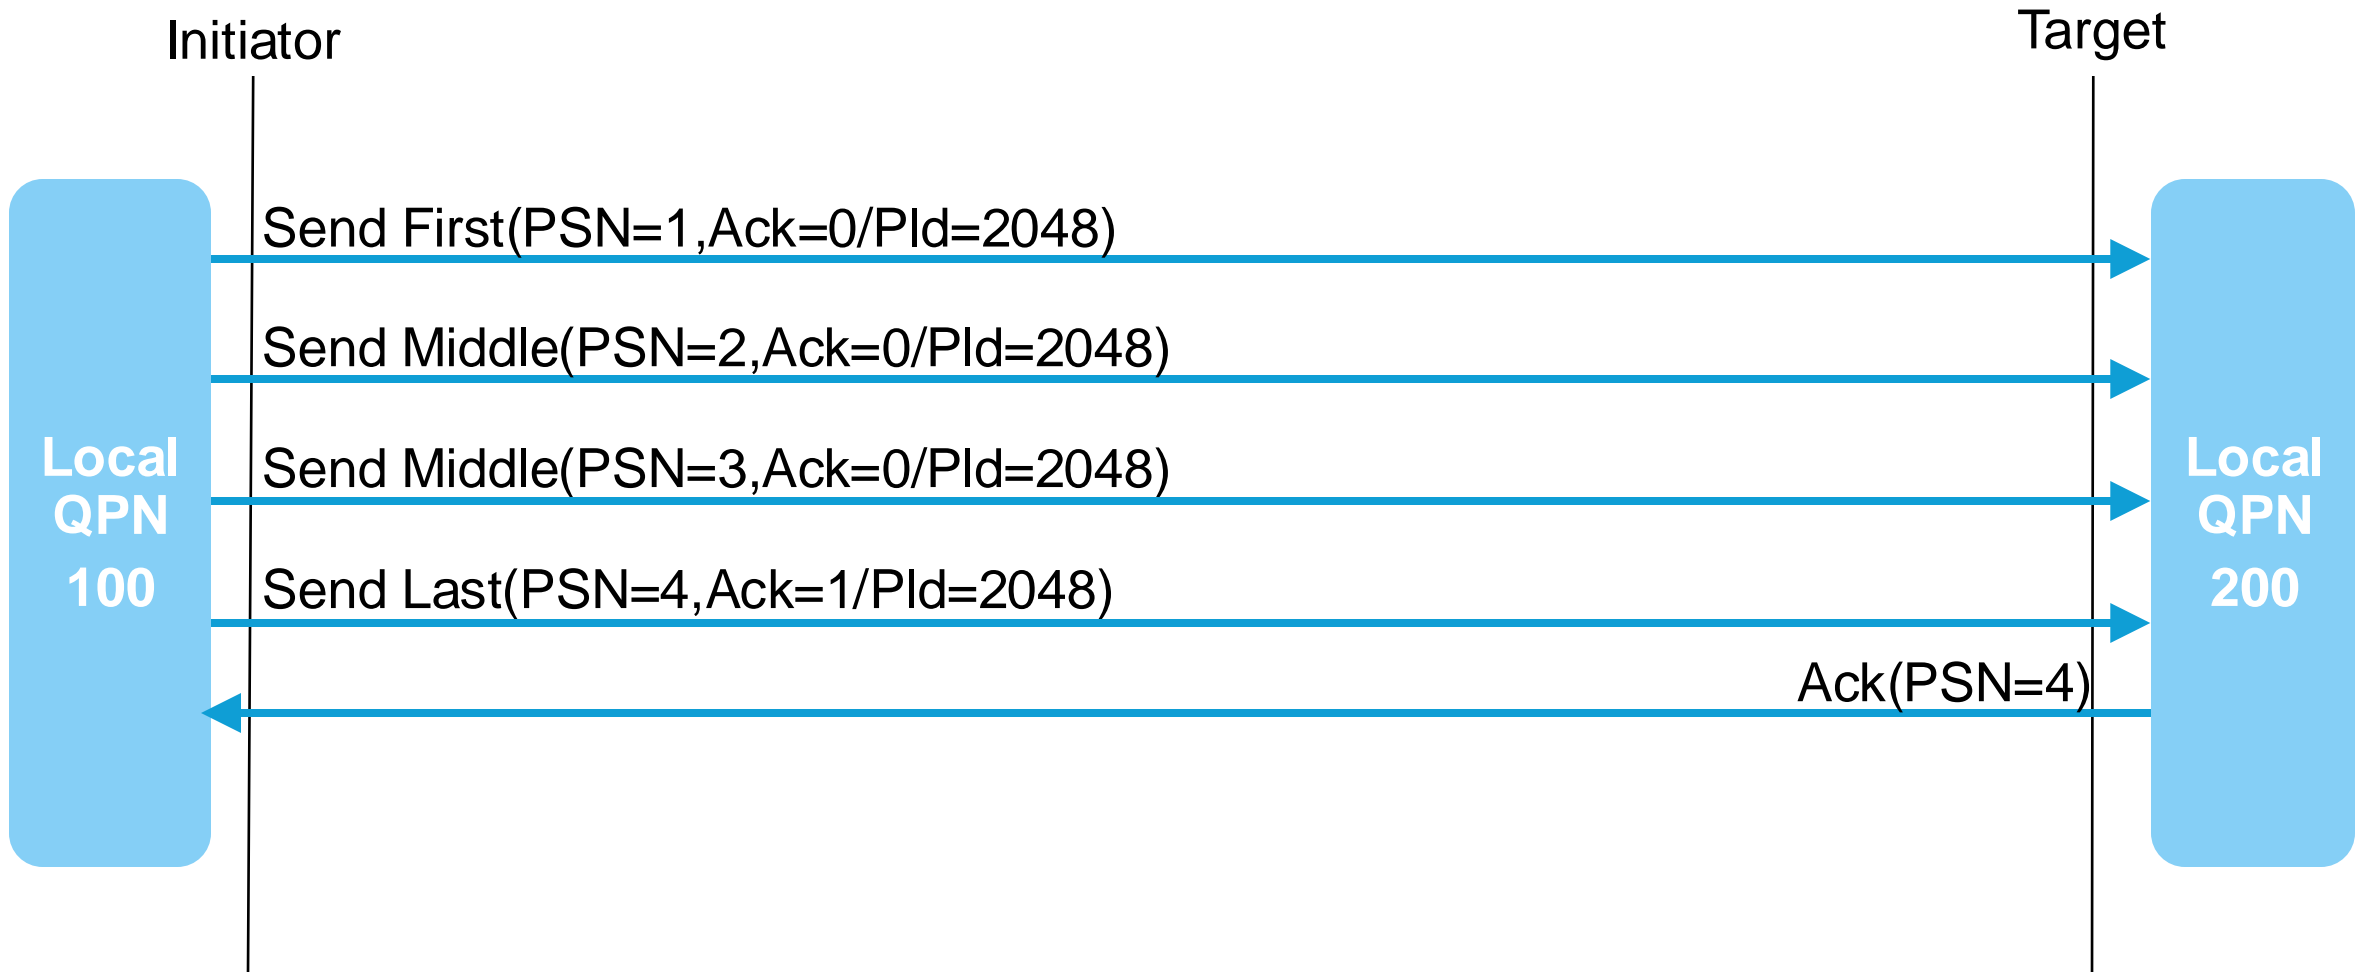 Initiator
Target
Send First(PSN=1,Ack=0/Pld=2048)
Send Middle(PSN=2,Ack=0/Pld=2048)
Send Middle(PSN=3,Ack=0/Pld=2048)
Send Last(PSN=4,Ack=1/Pld=2048)
Ack(PSN=4)
Local
QPN
100
Local
QPN
200